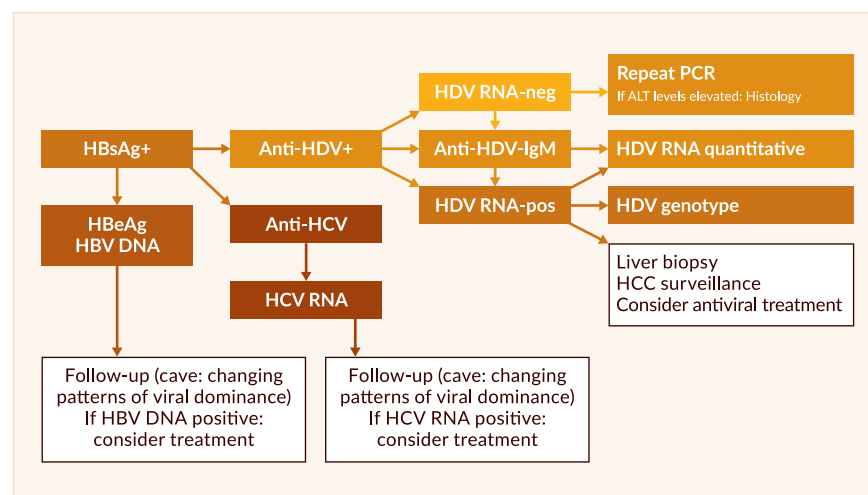 HDV RNA-neg
Repeat PCR
If ALT levels elevated: Histology
HBsAg+
Anti-HDV+
Anti-HDV-IgM
HDV RNA quantitative
HDV RNA-pos
HDV genotype
HBeAg
HBV DNA
Anti-HCV
Liver biopsy
HCC surveillance
Consider antiviral treatment
HCV RNA
Follow-up (cave: changing
patterns of viral dominance)
If HBV DNA positive:
consider treatment
Follow-up (cave: changing
patterns of viral dominance)
If HCV RNA positive:
consider treatment